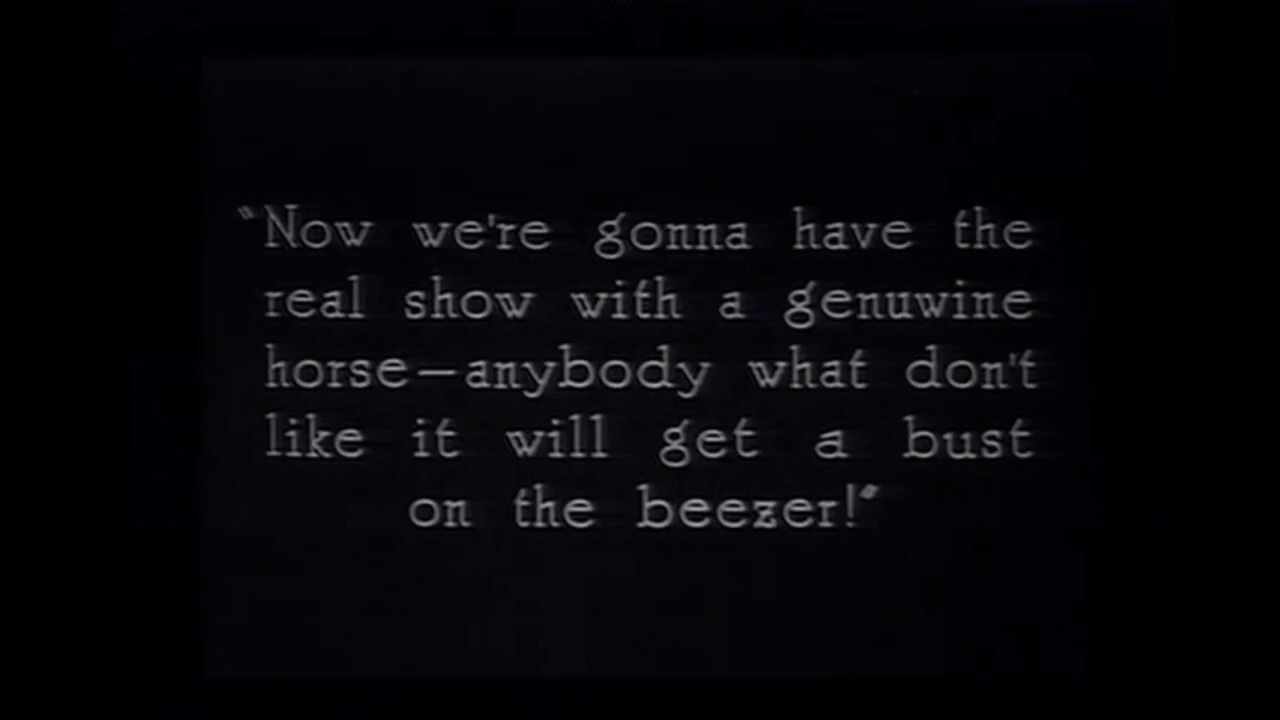 "Now we're gonna have the
real show with a genuwine
horse—anybody what don't
like it will get a bust
on the beezer!"